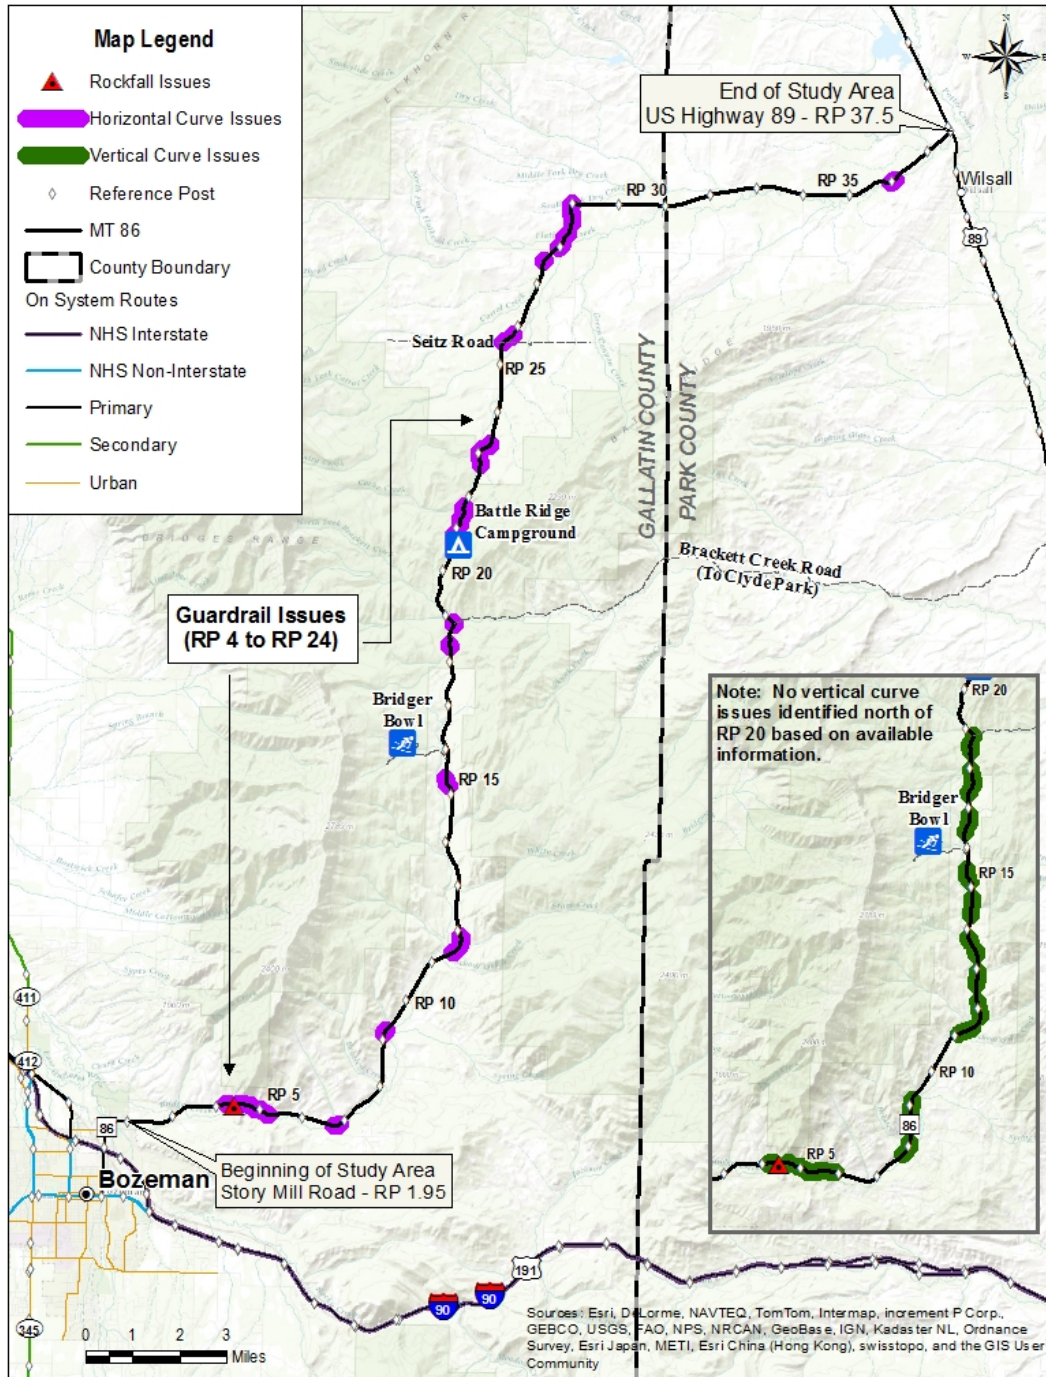 Map Legend
Rockfall Issues
Horizontal Curve Issues
Vertical Curve Issues
Reference Post
MT 86
County Boundary
On System Routes
NHS Interstate
NHS Non-Interstate
Primary
Secondary
Urban
N
W
E
S
End of Study Area
US Highway 89 - RP 37.5
RP 30
RP 35
Wilsall
89
Seitz Road
RP 25
GALLATIN COUNTY
PARK COUNTY
Battle Ridge
Campground
RP 20
Brackett Creek Road
(To Clyde Park)
Guardrail Issues
(RP 4 to RP 24)
Bridger
Bowl
RP 15
RP 10
RP 5
Note: No vertical curve
issues identified north of
RP 20 based on available
information.
RP 20
Bridger
Bowl
RP 15
RP 10
86
RP 5
411
412
86
Beginning of Study Area
Story Mill Road - RP 1.95
Bozeman
191
90
90
345
0 1 2 3
Miles
Sources: Esri, DeLorme, NAVTEQ, TomTom, Intermap, increment P Corp.,
GEBCO, USGS, FAO, NPS, NRCAN, GeoBase, IGN, Kadaster NL, Ordnance
Survey, Esri Japan, METI, Esri China (Hong Kong), swisstopo, and the GIS User
Community